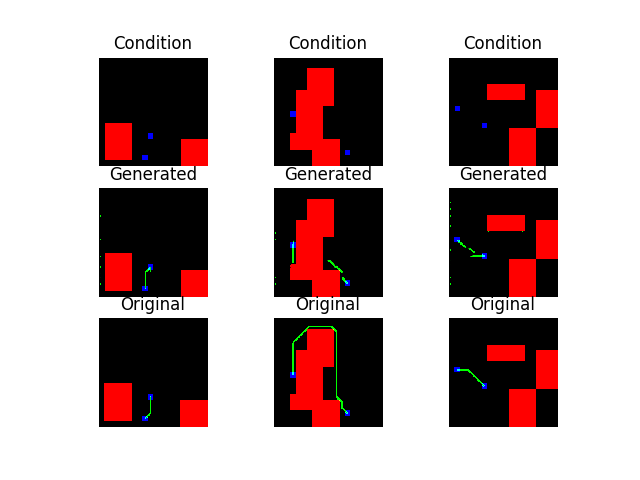 Condition Condition Condition
Generated Generated Generated
Original Original Original